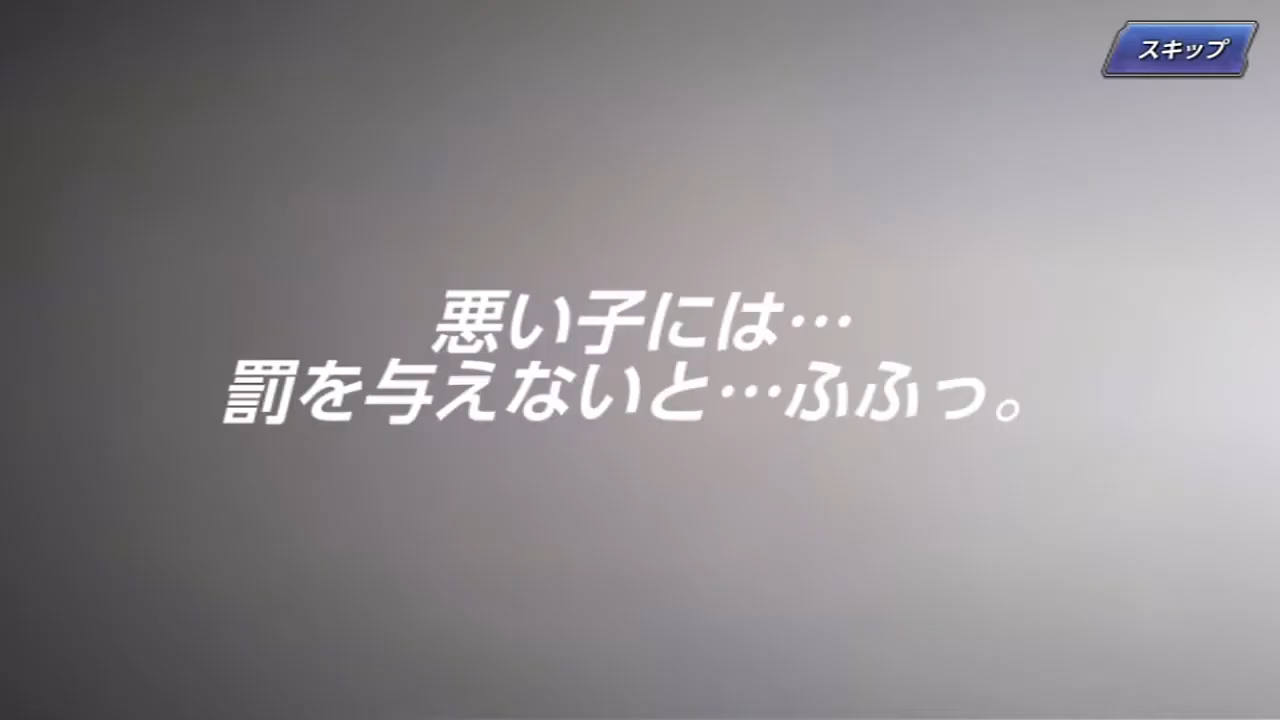 スキップ
悪い子には…
罰を与えないと…ふふっ。